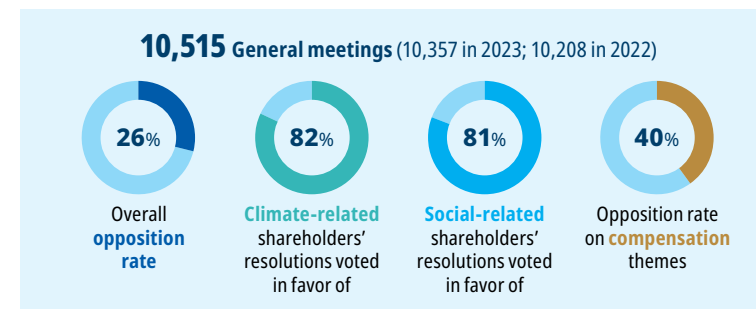 10,515 General meetings (10,357 in 2023; 10,208 in 2022)
26%
82%
81%
40%
Overall
opposition
rate
Climate-related
shareholders’
resolutions voted
in favor of
Social-related
shareholders’
resolutions voted
in favor of
Opposition rate
on compensation
themes